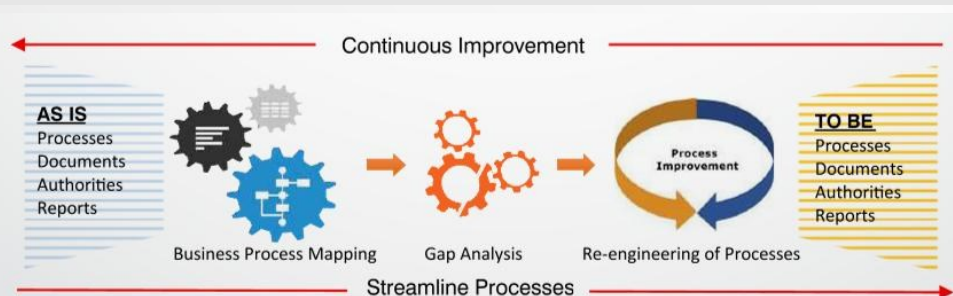 Continuous Improvement
AS IS
Processes
Documents
Authorities
Reports
Business Process Mapping
Gap Analysis
Process
Improvement
Re-engineering of Processes
TO BE
Processes
Documents
Authorities
Reports
Streamline Processes